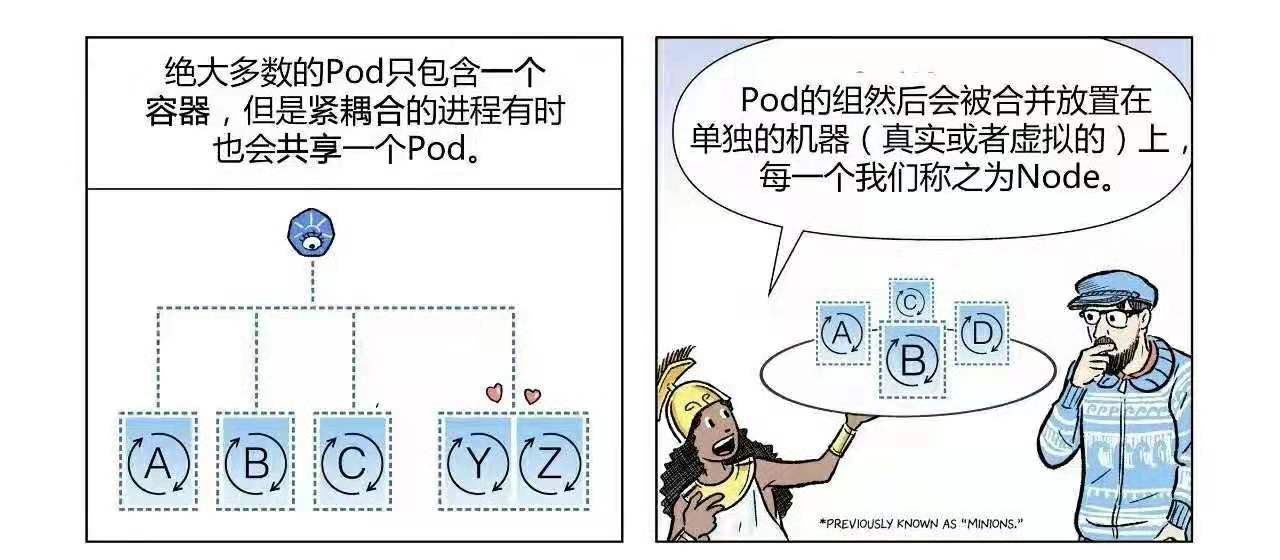 绝大多数的Pod只包含一个
容器，但是紧耦合的进程有时
也会共享一个Pod。
A
B
C
Y
Z
Pod的组然后会被合并放置在
单独的机器（真实或者虚拟的）上，
每一个我们称之为Node。
C
A
B
D
*PREVIOUSLY KNOWN AS “MINIONS.”